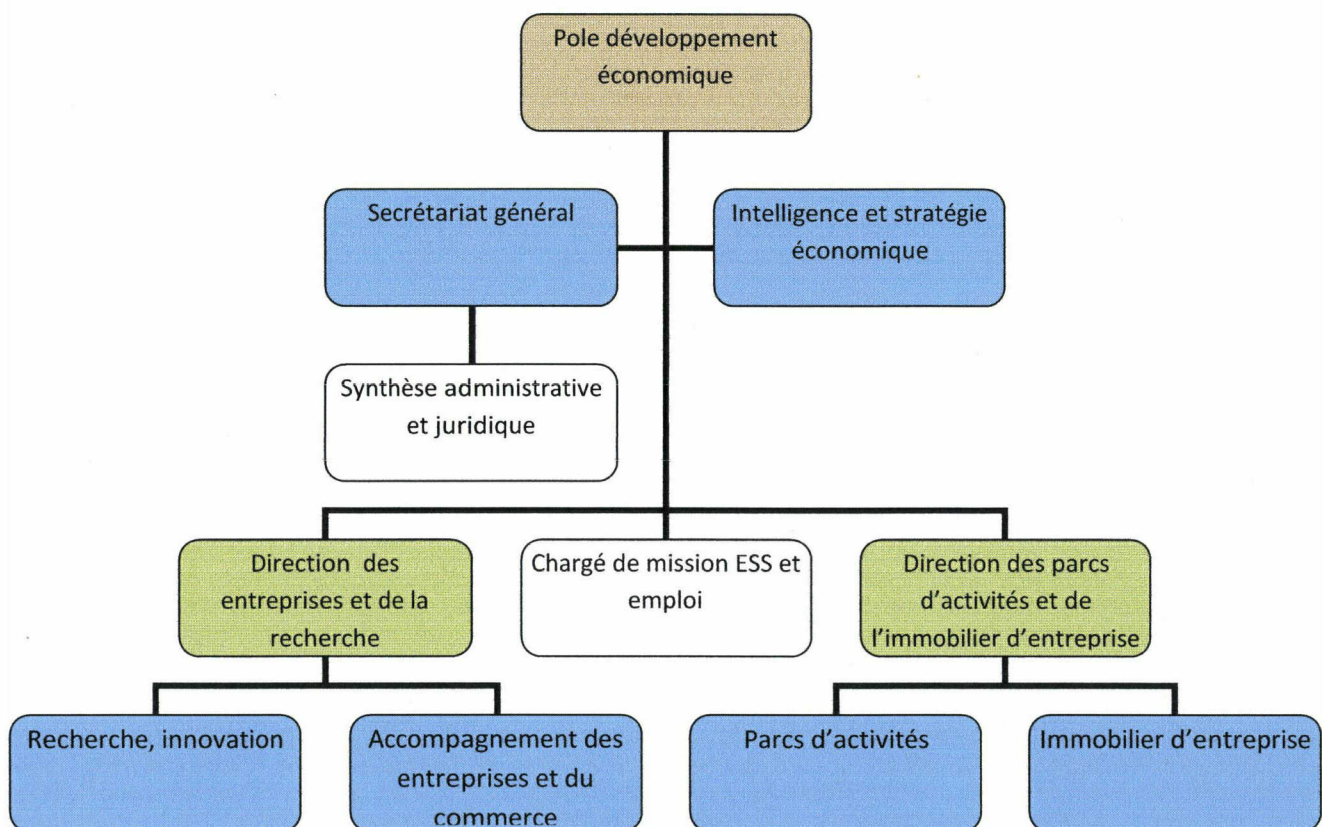 Pole développement
économique
Secrétariat général
Intelligence et stratégie
économique
Synthèse administrative
et juridique
Direction des
entreprises et de la
recherche
Chargé de mission ESS et
emploi
Direction des parcs
d'activités et de
l'immobilier d'entreprise
Recherche, innovation
Accompagnement des
entreprises et du
commerce
Parcs d'activités
Immobilier d'entreprise